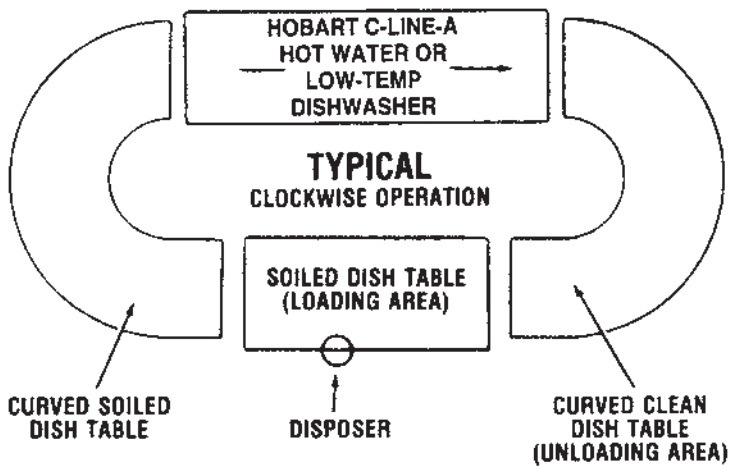 HOBART C-LINE-A
HOT WATER OR
LOW-TEMP
DISHWASHER
TYPICAL
CLOCKWISE OPERATION
SOILED DISH TABLE
(LOADING AREA)
CURVED SOILED
DISH TABLE
DISPOSER
CURVED CLEAN
DISH TABLE
(UNLOADING AREA)